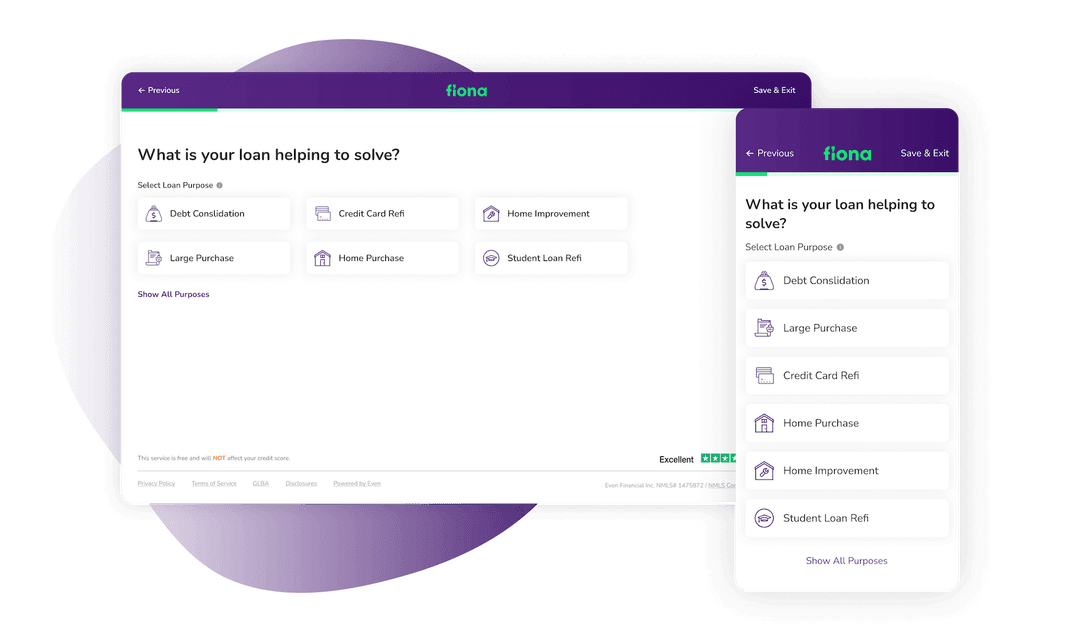 ← Previous
fiona
Save & Exit
What is your loan helping to solve?
Select Loan Purpose
Debt Conslidation
Credit Card Refi
Home Improvement
Large Purchase
Home Purchase
Student Loan Refi
Show All Purposes
This service is free and will NOT affect your credit score.
Excellent
Privacy Policy
Terms of Service
GLBA
Disclosures
Powered by Even
Even Financial Inc. NMLS# 1475872 / NMLS Con
← Previous
fiona
Save & Exit
What is your loan helping to
solve?
Select Loan Purpose
Debt Conslidation
Large Purchase
Credit Card Refi
Home Purchase
Home Improvement
Student Loan Refi
Show All Purposes